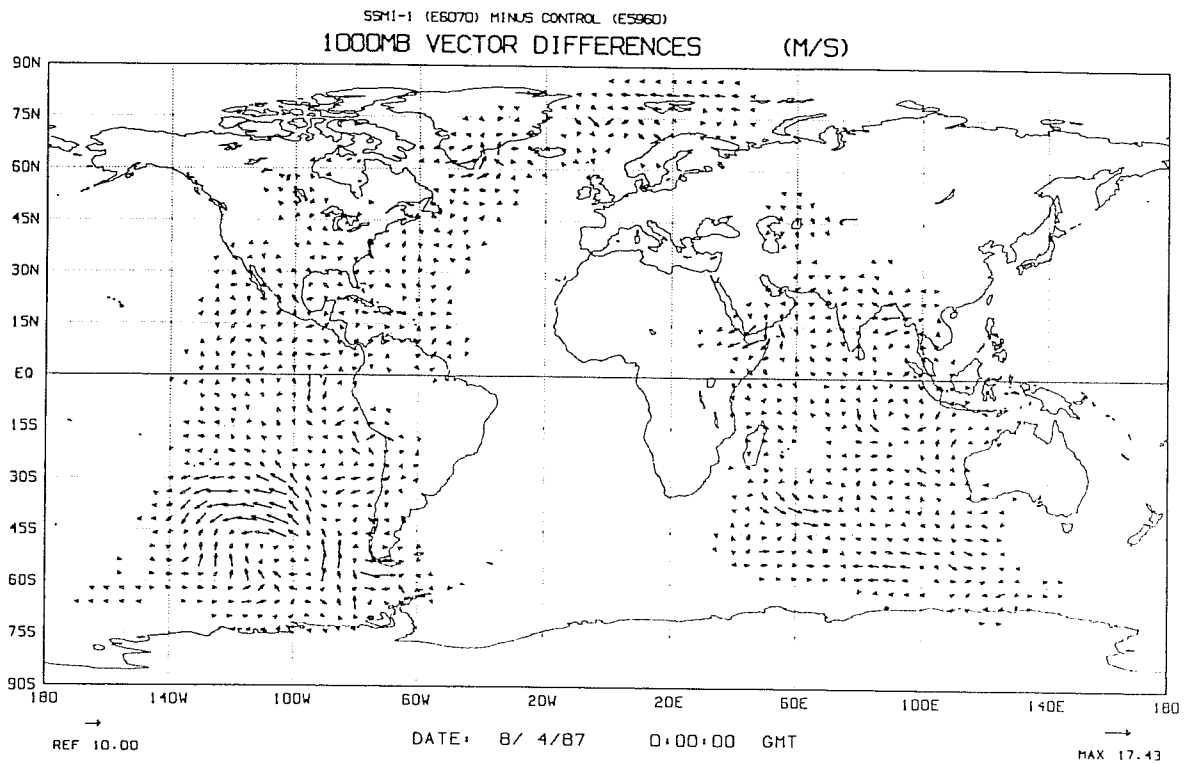 SSMI-1 (E6070) MINUS CONTROL (E5960)
1000MB VECTOR DIFFERENCES (M/S)
90N
75N
60N
45N
30N
15N
EQ
15S
30S
45S
60S
75S
90S
180 140W 100W 60W 20W 20E 60E 100E 140E 180
REF 10.00
DATE: 8/ 4/87 0:00:00 GMT
MAX 17.43